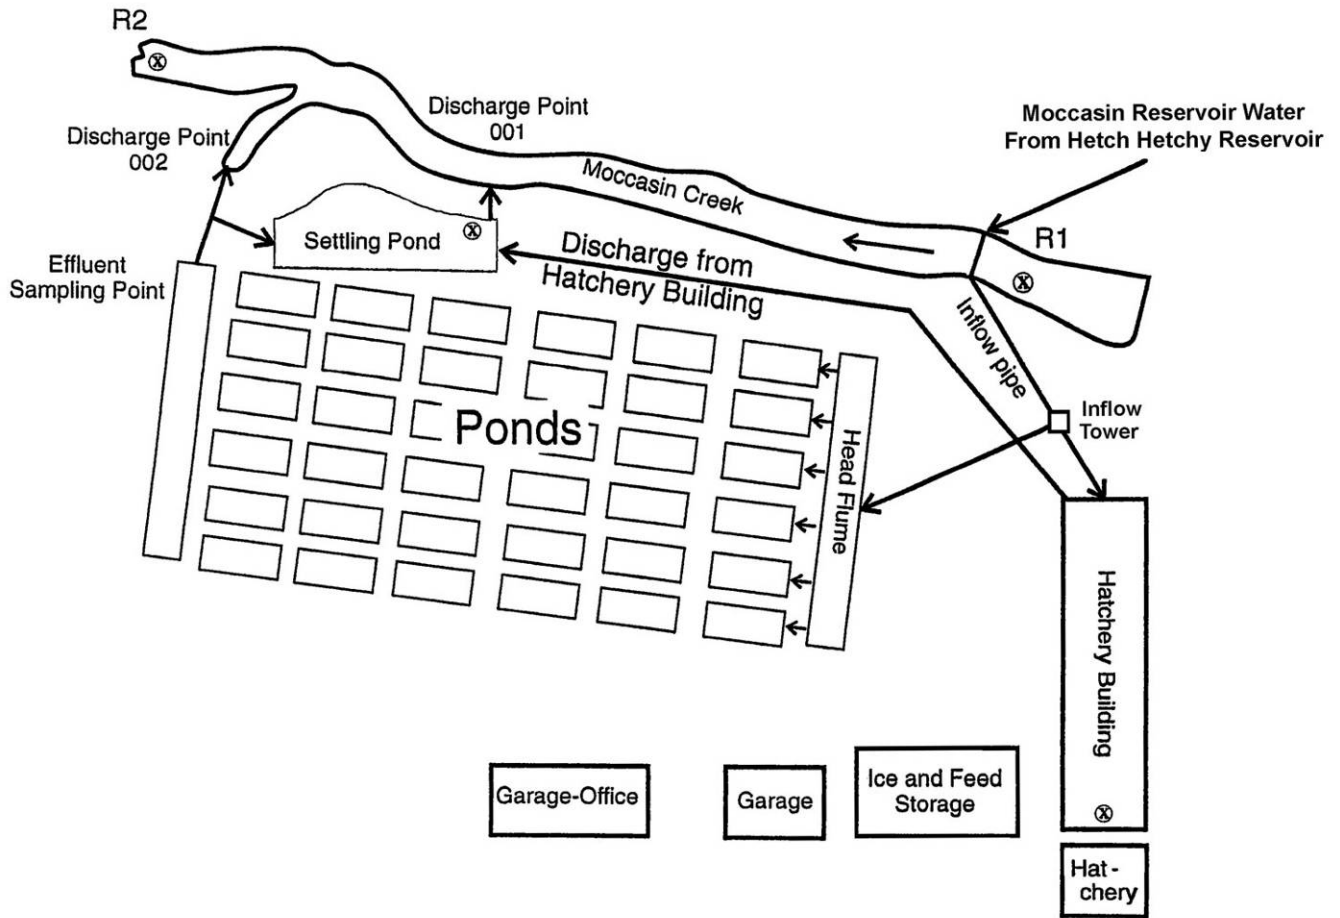 R2
Ⓧ
Discharge Point
001
Moccasin Reservoir Water
From Hetch Hetchy Reservoir
Discharge Point
002
Moccasin Creek
R1
Ⓧ
Settling Pond
Ⓧ
Discharge from
Hatchery Building
Effluent
Sampling Point
Inflow pipe
Inflow
Tower
Ponds
Head Flume
Hatchery Building
Ⓧ
Garage-Office
Garage
Ice and Feed
Storage
Hat -
chery